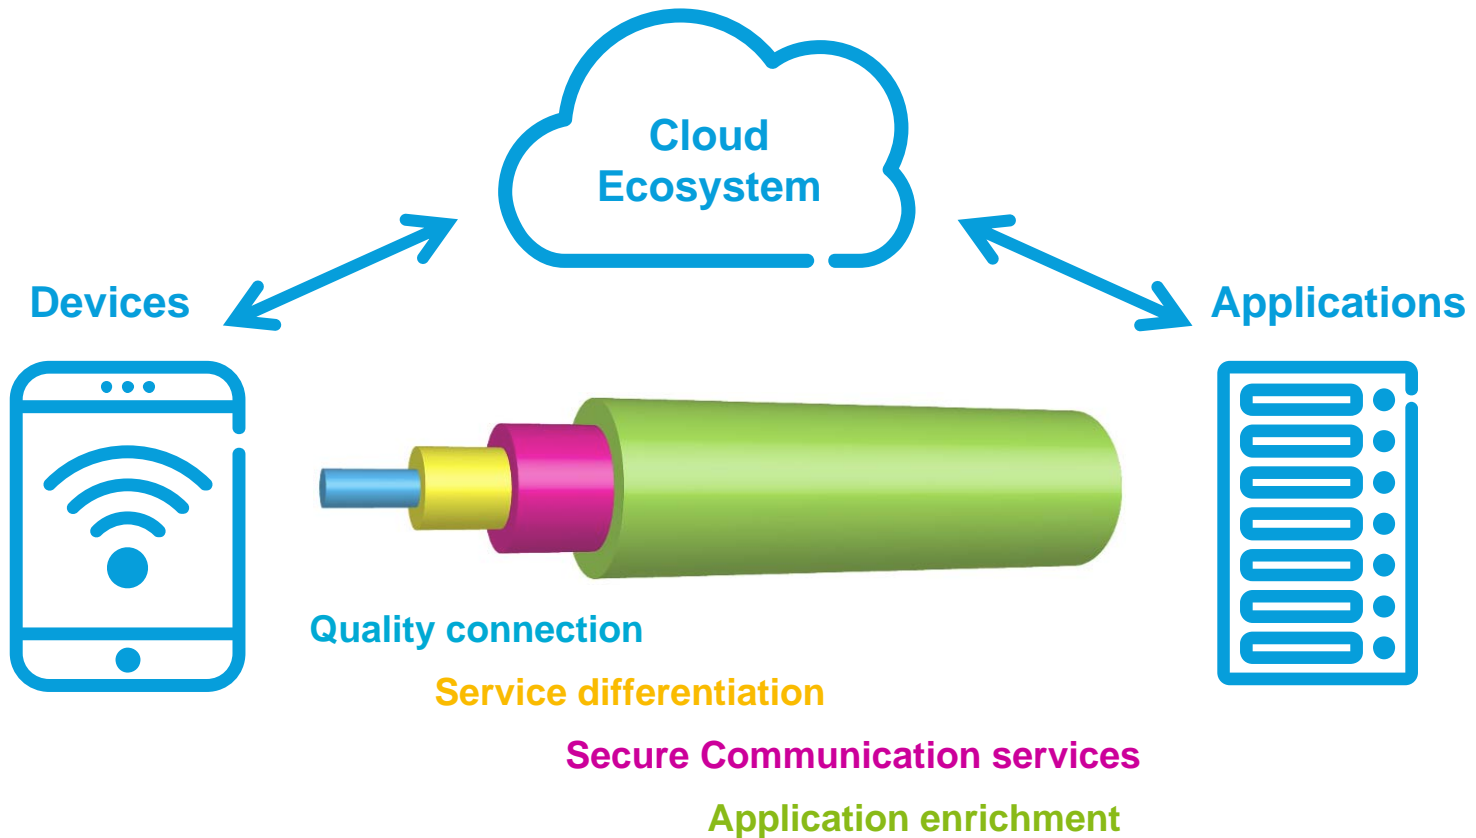 Cloud
Ecosystem
Devices
Applications
Quality connection
Service differentiation
Secure Communication services
Application enrichment